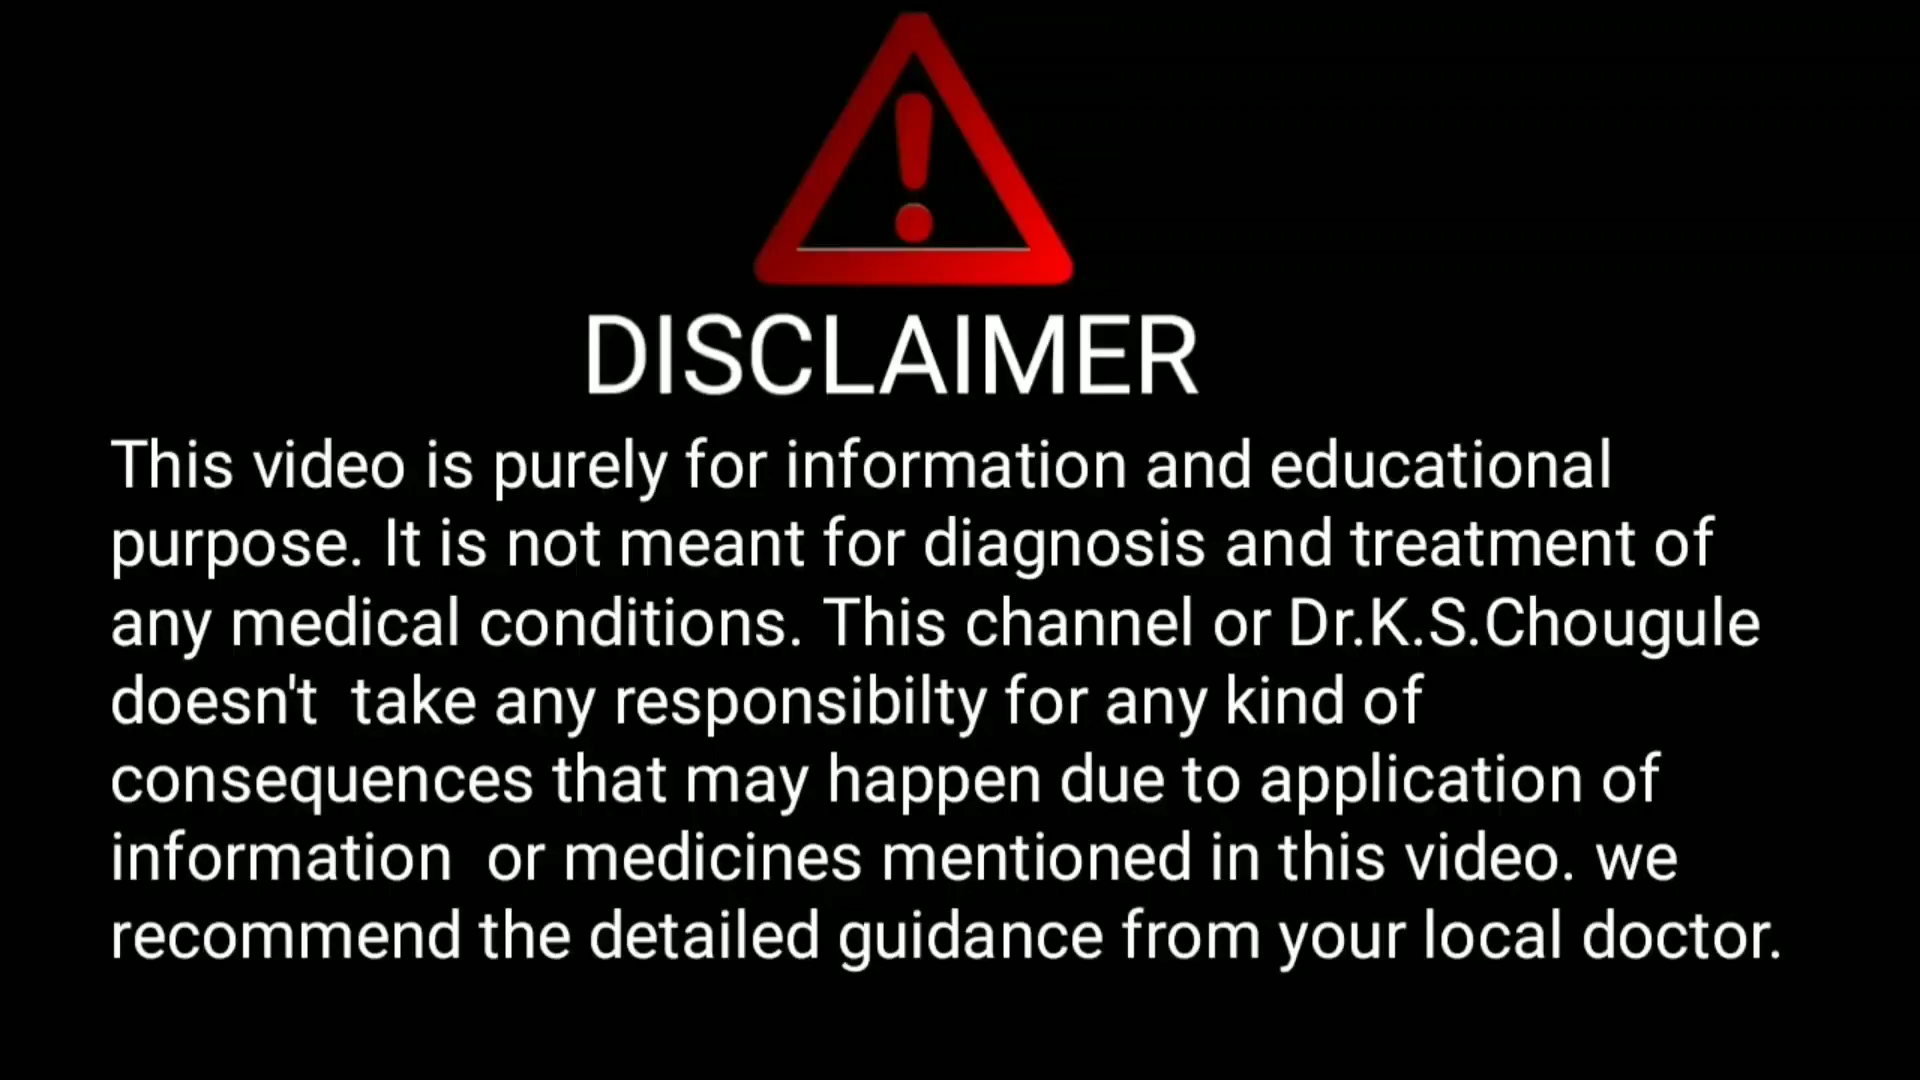 DISCLAIMER
This video is purely for information and educational
purpose. It is not meant for diagnosis and treatment of
any medical conditions. This channel or Dr.K.S.Chougule
doesn't  take any responsibilty for any kind of
consequences that may happen due to application of
information  or medicines mentioned in this video. we
recommend the detailed guidance from your local doctor.